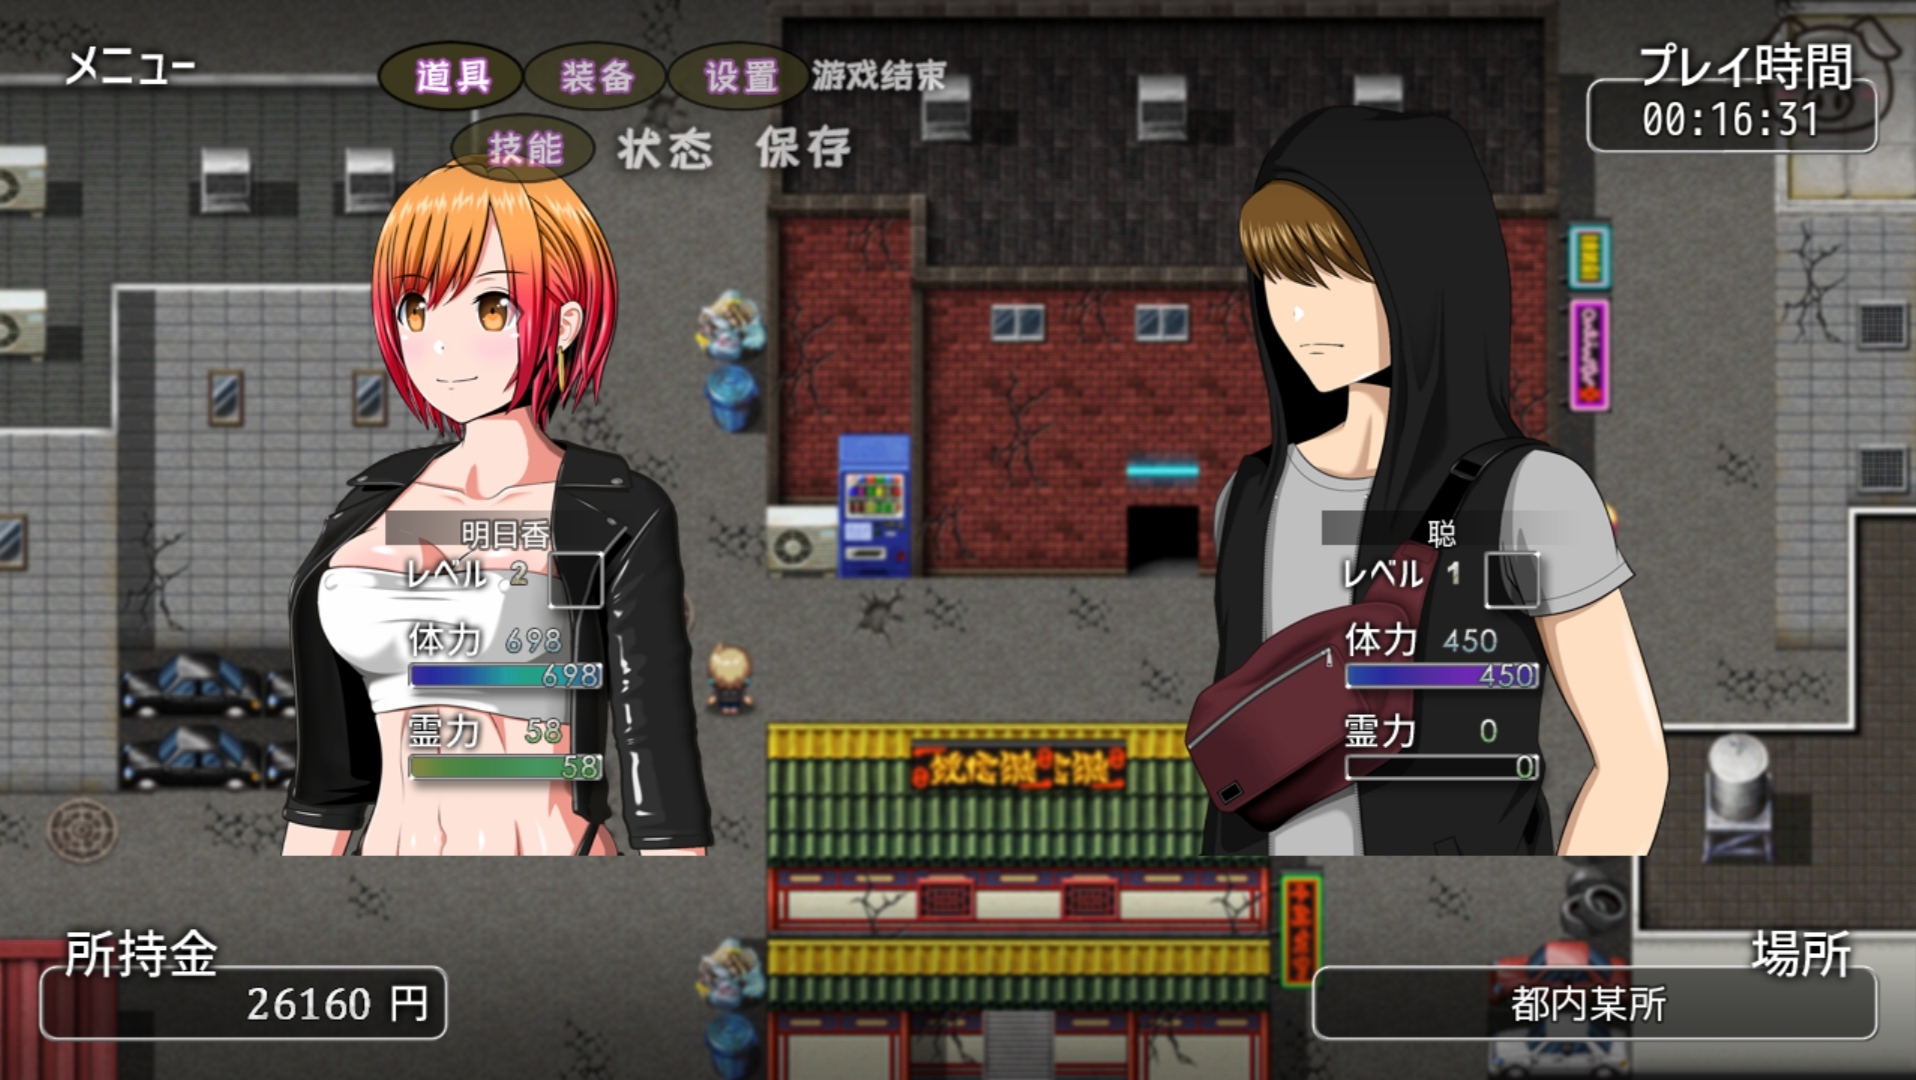 メニュー
道具 装备 设置 游戏结束
技能 状态 保存
プレイ時間
00:16:31
明日香
レベル 2
体力 698
698
霊力 58
58
聡
レベル 1
体力 450
450
霊力 0
0
所持金
26160 円
場所
都内某所